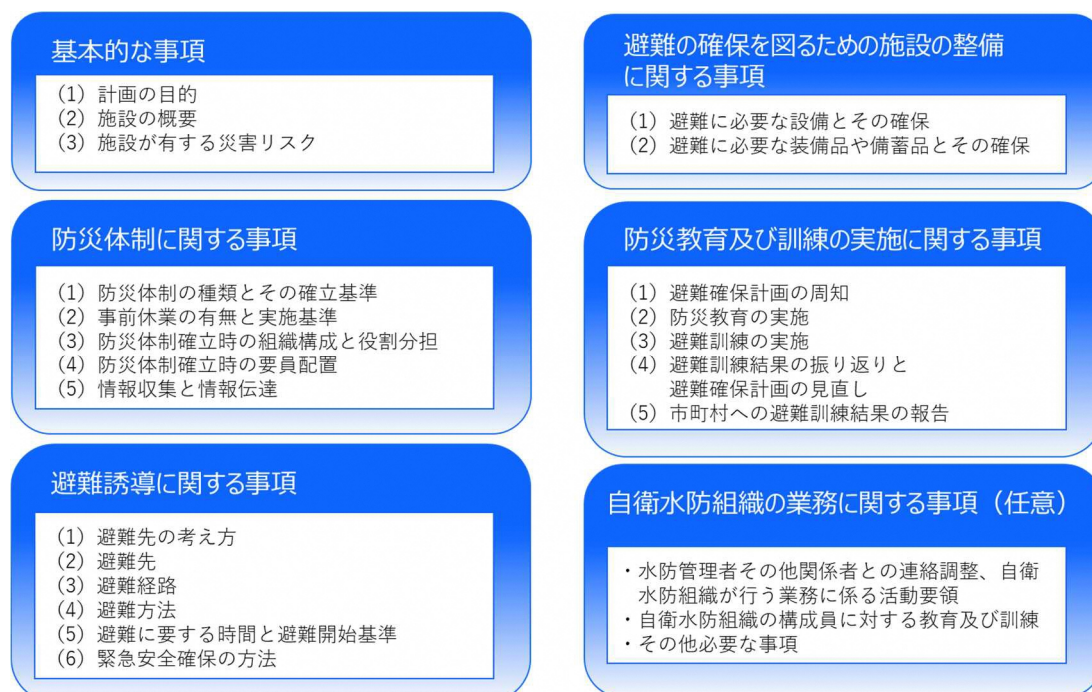 基本的な事項
(1) 計画の目的
(2) 施設の概要
(3) 施設が有する災害リスク
防災体制に関する事項
(1) 防災体制の種類とその確立基準
(2) 事前休業の有無と実施基準
(3) 防災体制確立時の組織構成と役割分担
(4) 防災体制確立時の要員配置
(5) 情報収集と情報伝達
避難誘導に関する事項
(1) 避難先の考え方
(2) 避難先
(3) 避難経路
(4) 避難方法
(5) 避難に要する時間と避難開始基準
(6) 緊急安全確保の方法
避難の確保を図るための施設の整備
に関する事項
(1) 避難に必要な設備とその確保
(2) 避難に必要な装備品や備蓄品とその確保
防災教育及び訓練の実施に関する事項
(1) 避難確保計画の周知
(2) 防災教育の実施
(3) 避難訓練の実施
(4) 避難訓練結果の振り返りと
避難確保計画の見直し
(5) 市町村への避難訓練結果の報告
自衛水防組織の業務に関する事項（任意）
・水防管理者その他関係者との連絡調整、自衛
水防組織が行う業務に係る活動要領
・自衛水防組織の構成員に対する教育及び訓練
・その他必要な事項